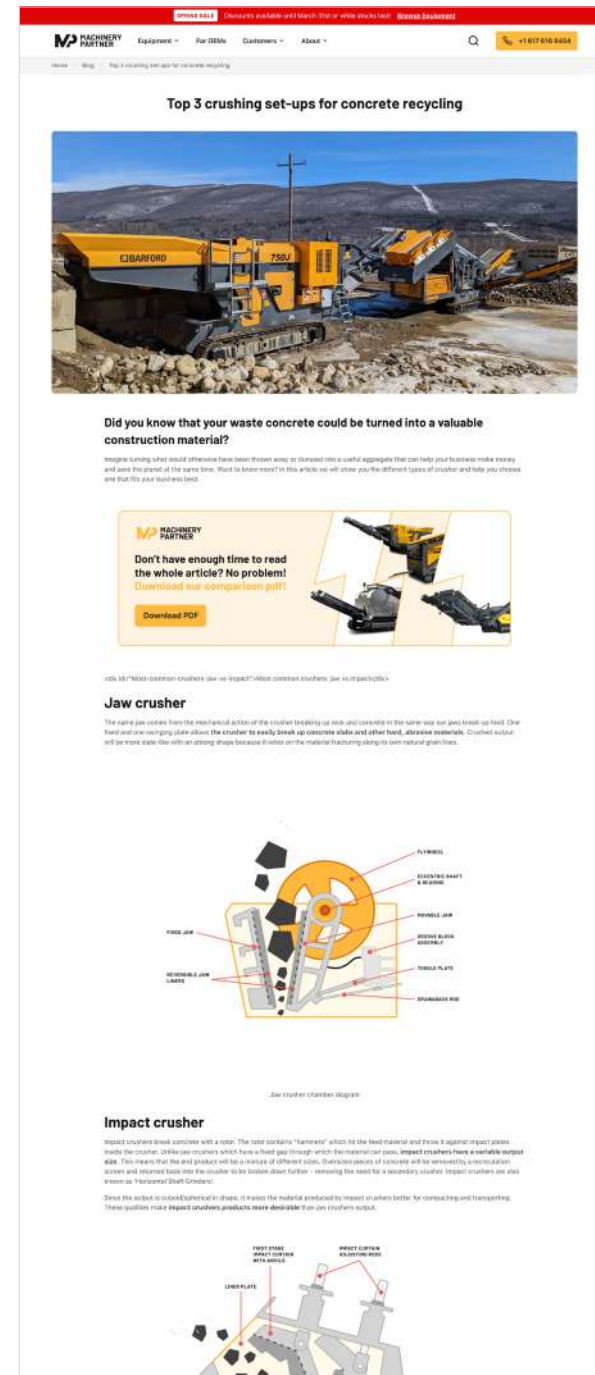 SPRING SALE Discounts available until March 31st or while stocks last! Browse Equipment
MP MACHINERY PARTNER
Equipment
For OEMs
Customers
About
+1 617 616 8454
Home
Blog
Top 3 crushing set-ups for concrete recycling
Top 3 crushing set-ups for concrete recycling
BARFORD
750J
Did you know that your waste concrete could be turned into a valuable
construction material?
Imagine turning what would otherwise have been thrown away or dumped into a useful aggregate that can help your business make money
and save the planet at the same time. Want to know more? In this article we will show you the different types of crusher and help you choose
one that fits your business best.
MP MACHINERY PARTNER
Don't have enough time to read
the whole article? No problem!
Download our comparison pdf!
Download PDF
<div id="Most-common-crushers-jaw-vs-impact">Most common crushers: jaw vs impact</div>
Jaw crusher
The name jaw comes from the mechanical action of the crusher breaking up rock and concrete in the same way our jaws break up food. One
fixed and one swinging plate allows the crusher to easily break up concrete slabs and other hard, abrasive materials. Crushed output
will be more slate-like with an oblong shape because it relies on the material fracturing along its own natural grain lines.
FLYWHEEL
ECCENTRIC SHAFT
& BEARING
MOVABLE JAW
FIXED JAW
GROOVE BLOCK
ASSEMBLY
TOGGLE PLATE
REVERSIBLE JAW
LINERS
DRAWBACK ROD
Jaw crusher chamber diagram
Impact crusher
Impact crushers break concrete with a rotor. The rotor contains "hammers" which hit the feed material and throw it against impact plates
inside the crusher. Unlike jaw crushers which have a fixed gap through which the material can pass, impact crushers have a variable output
size. This means that the end product will be a mixture of different sizes. Oversized pieces of concrete will be removed by a recirculation
screen and returned back into the crusher to be broken down further – removing the need for a secondary crusher. Impact crushers are also
known as 'Horizontal Shaft Grinders'.
Since the output is cuboid/spherical in shape, it makes the material produced by impact crushers better for compacting and transporting.
These qualities make impact crushers products more desirable than jaw crushers output.
FIRST STAGE
IMPACT CURTAIN
WITH ANVILS
IMPACT CURTAIN
ADJUSTING RODS
LINER PLATE